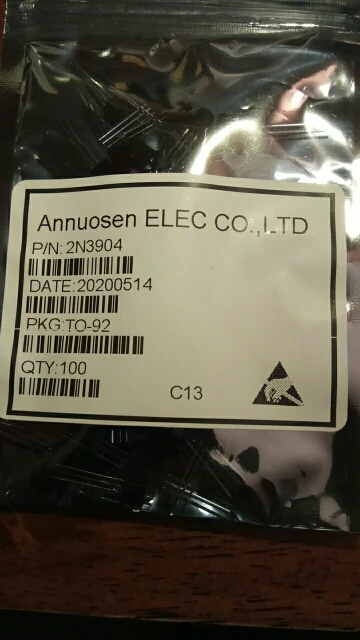 Annuosen ELEC CO.,LTD
P/N:2N3904
DATE:20200514
PKG:TO-92
QTY:100
C13